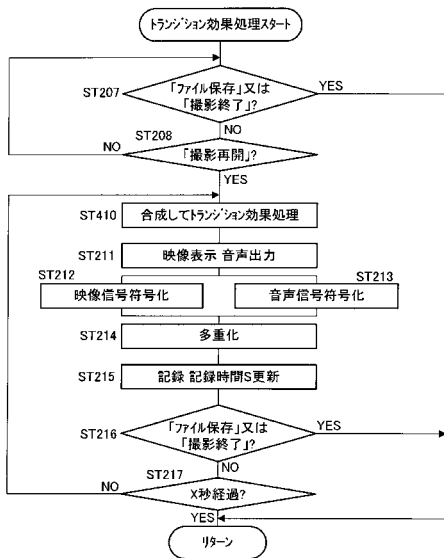 トランジション効果処理スタート
「ファイル保存」又は
「撮影終了」?
YES
ST207
NO
ST208
NO
「撮影再開」?
YES
ST410
合成してトランジション効果処理
ST211
映像表示 音声出力
ST212
ST213
映像信号符号化
音声信号符号化
ST214
多重化
ST215
記録 記録時間S更新
「ファイル保存」又は
「撮影終了」?
YES
ST216
NO
ST217
NO
X秒経過?
YES
リターン